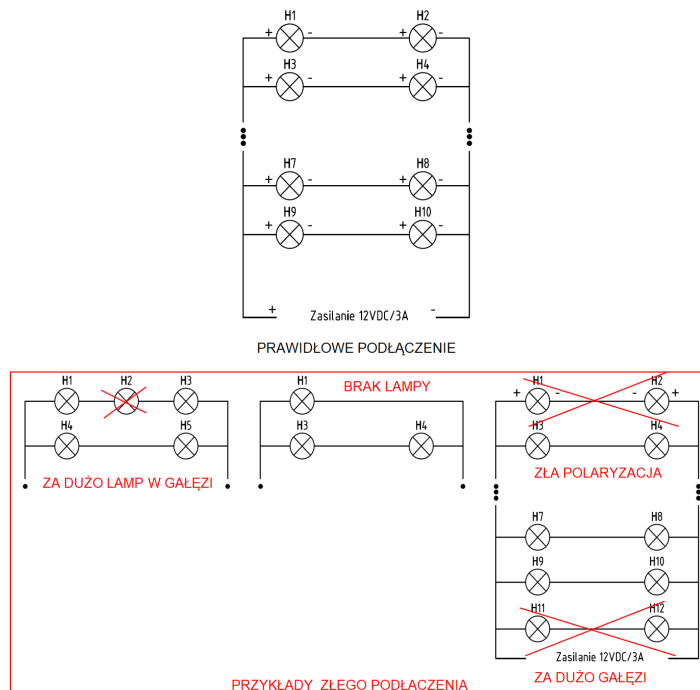 H1 H2
+ - + -
H3 H4
+ - + -
H7 H8
+ - + -
H9 H10
+ - + -
+ Zasilanie 12VDC/3A -
PRAWIDŁOWE PODŁĄCZENIE
H1 H2 H3
H4 H5
ZA DUŻO LAMP W GAŁĘZI
H1
BRAK LAMPY
H3 H4
H1 H2
+ - - +
H3 H4
ZŁA POLARYZACJA
H7 H8
H9 H10
H11 H12
Zasilanie 12VDC/3A
ZA DUŻO GAŁĘZI
PRZYKŁADY ZŁEGO PODŁACZENIA